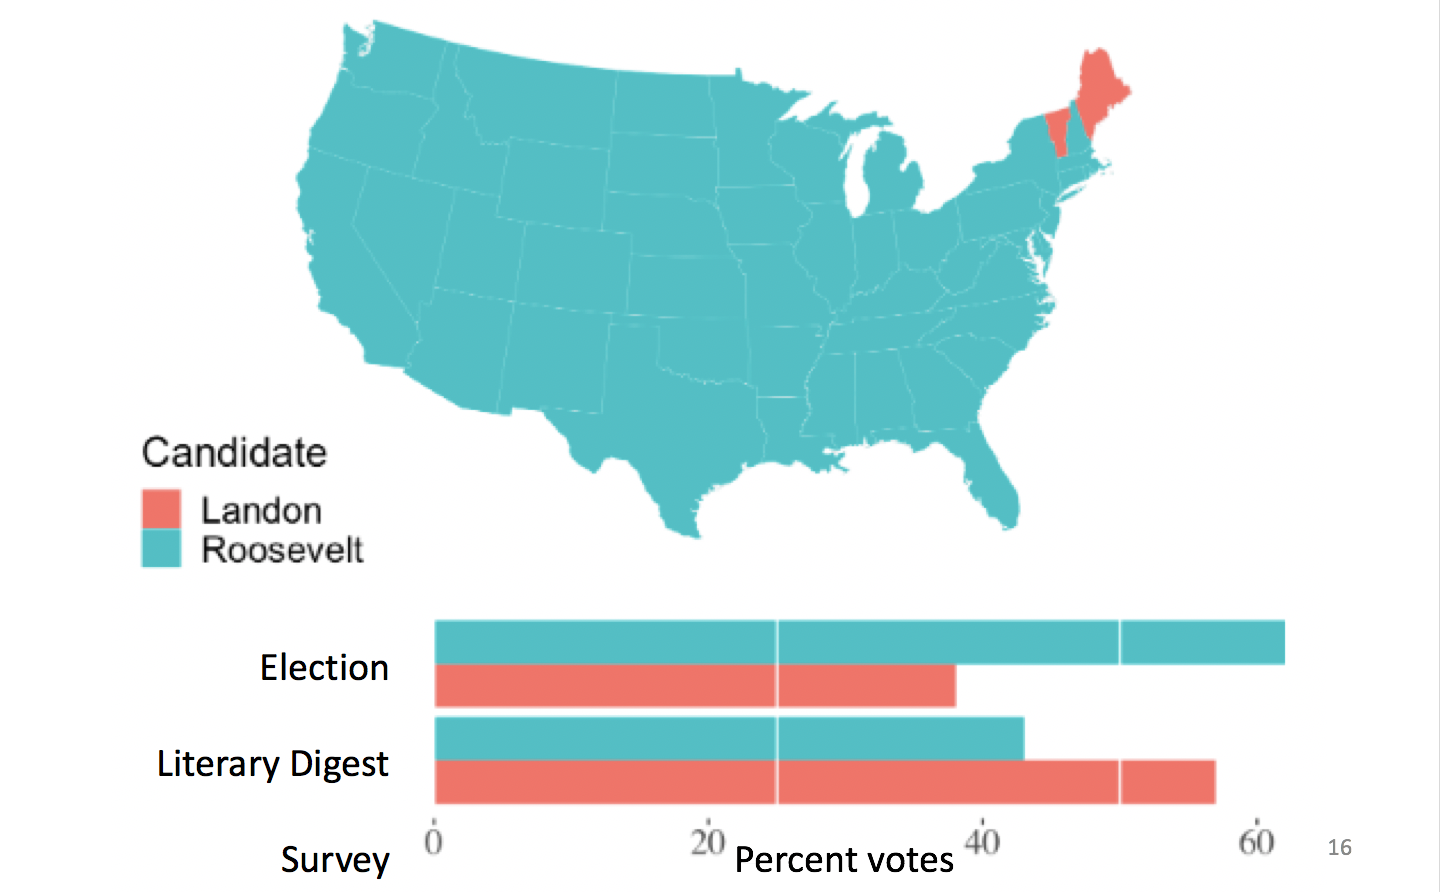 Candidate
Landon
Roosevelt
Election
Literary Digest
0 20 40 60
Survey Percent votes 16